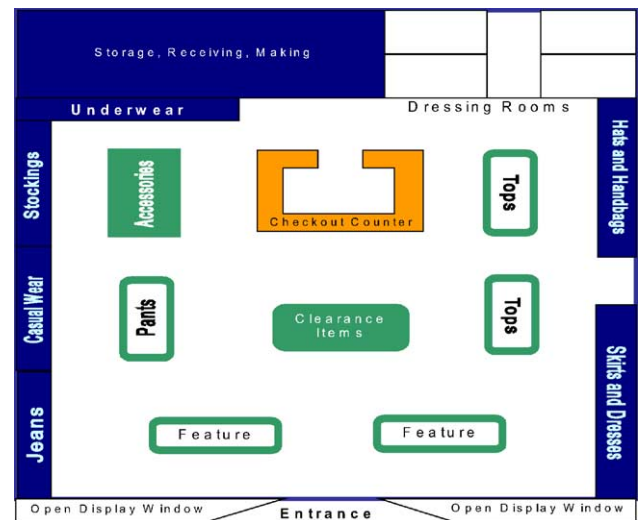 Storage, Receiving, Making
Underwear
Dressing Rooms
Stockings
Accessories
Checkout Counter
Tops
Hats and Handbags
Casual Wear
Pants
Clearance
Items
Tops
Skirts and Dresses
Jeans
Feature
Feature
Open Display Window
Entrance
Open Display Window